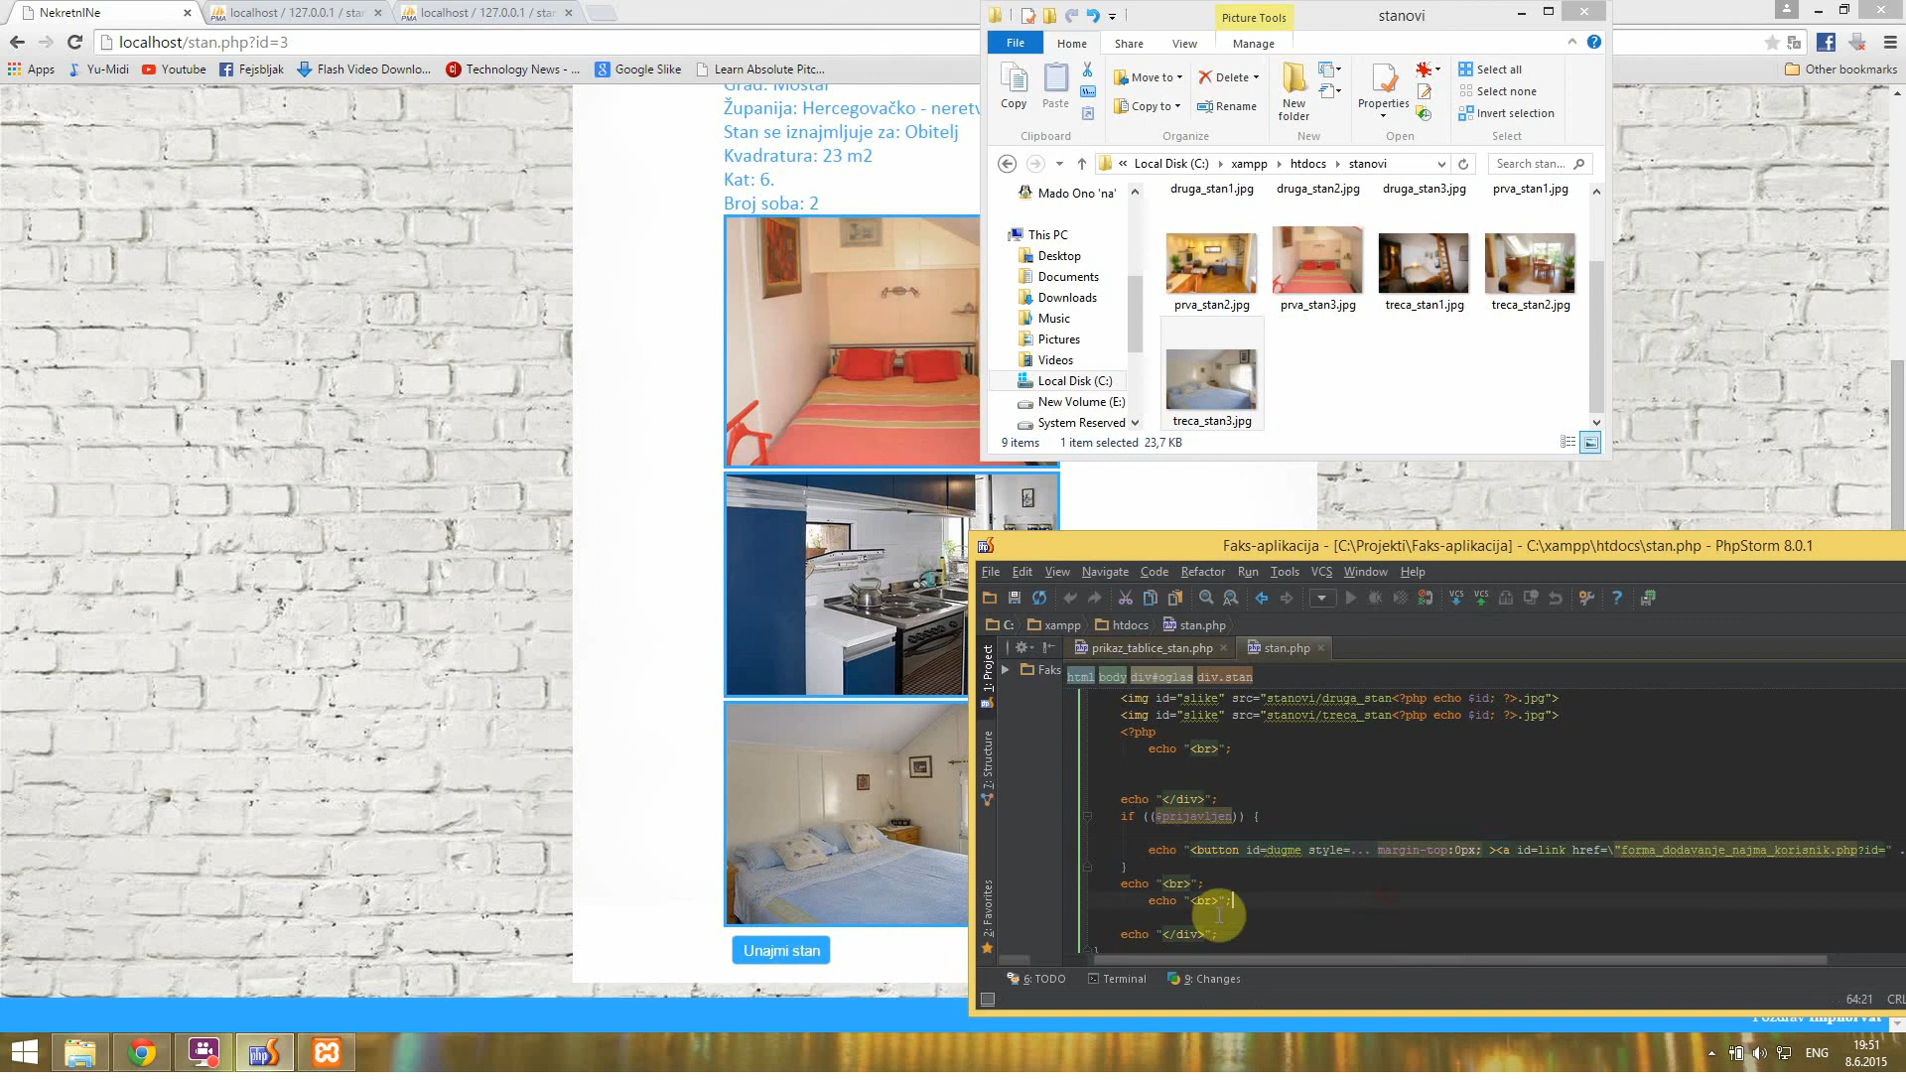 NekretnINe
localhost / 127.0.0.1 / star
localhost / 127.0.0.1 / stan
localhost/stan.php?id=3
Apps
Yu-Midi
Youtube
Fejsbljak
Flash Video Downlo...
Technology News - ...
Google Slike
Learn Absolute Pitc...
Other bookmarks
Grad: Mostar
Županija: Hercegovačko - neretv
Stan se iznajmljuje za: Obitelj
Kvadratura: 23 m2
Kat: 6.
Broj soba: 2
Unajmi stan
Picture Tools
stanovi
File
Home
Share
View
Manage
Copy
Paste
Move to
Copy to
Delete
Rename
New
folder
Properties
Select all
Select none
Invert selection
Clipboard
Organize
New
Open
Select
« Local Disk (C:)
xampp
htdocs
stanovi
Search stan...
Mado Ono 'na'
This PC
Desktop
Documents
Downloads
Music
Pictures
Videos
Local Disk (C:)
New Volume (E:)
System Reserved
druga_stan1.jpg
druga_stan2.jpg
druga_stan3.jpg
prva_stan1.jpg
prva_stan2.jpg
prva_stan3.jpg
treca_stan1.jpg
treca_stan2.jpg
treca_stan3.jpg
9 items
1 item selected 23,7 KB
Faks-aplikacija - [C:\Projekti\Faks-aplikacija] - C:\xampp\htdocs\stan.php - PhpStorm 8.0.1
File Edit View Navigate Code Refactor Run Tools VCS Window Help
C: xampp htdocs stan.php
1: Project
7: Structure
2: Favorites
prikaz_tablice_stan.php
stan.php
Faks
html body div#oglas div.stan
<img id="slike" src="stanovi/druga_stan<?php echo $id; ?>.jpg">
<img id="slike" src="stanovi/treca_stan<?php echo $id; ?>.jpg">
<?php
echo "<br>";
echo "</div>";
if (($prijavljen)) {
echo "<button id=dugme style=... margin-top:0px; ><a id=link href=\"forma_dodavanje_najma_korisnik.php?id=" .
}
echo "<br>";
echo "<br>";
echo "</div>";
}
6: TODO
Terminal
9: Changes
64:21
CRL
ENG
19:51
8.6.2015